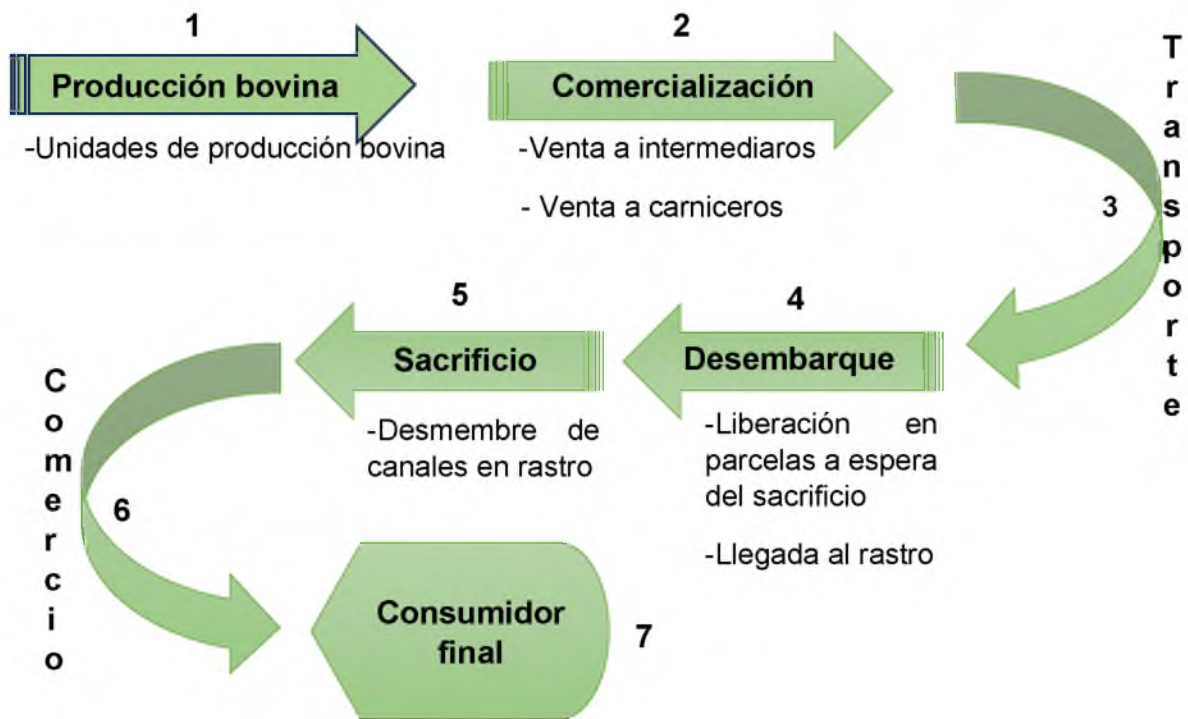 1
Producción bovina
-Unidades de producción bovina
2
Comercialización
-Venta a intermediaros
- Venta a carniceros
Transporte
3
4
Desembarque
-Liberación en
parcelas a espera
del sacrificio
-Llegada al rastro
5
Sacrificio
-Desmembre de
canales en rastro
Comercio
6
Consumidor
final
7